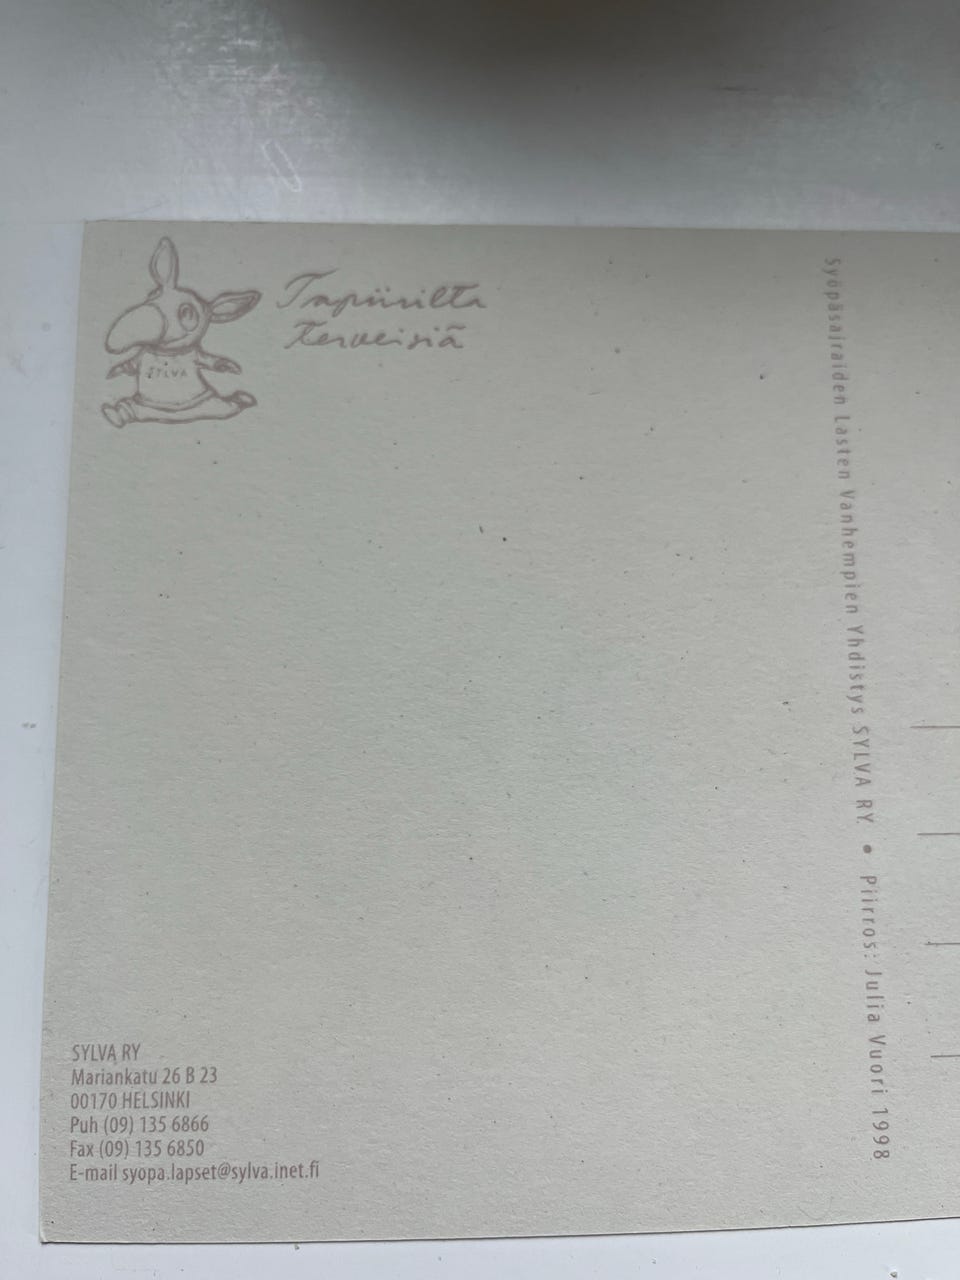 Tapiirilta
Terveisiä
SYLVA
Syöpäsairaiden Lasten Vanhempien Yhdistys SYLVA RY. • Piirros: Julia Vuori 1998
SYLVA RY
Mariankatu 26 B 23
00170 HELSINKI
Puh (09) 135 6866
Fax (09) 135 6850
E-mail syopa.lapset@sylva.inet.fi